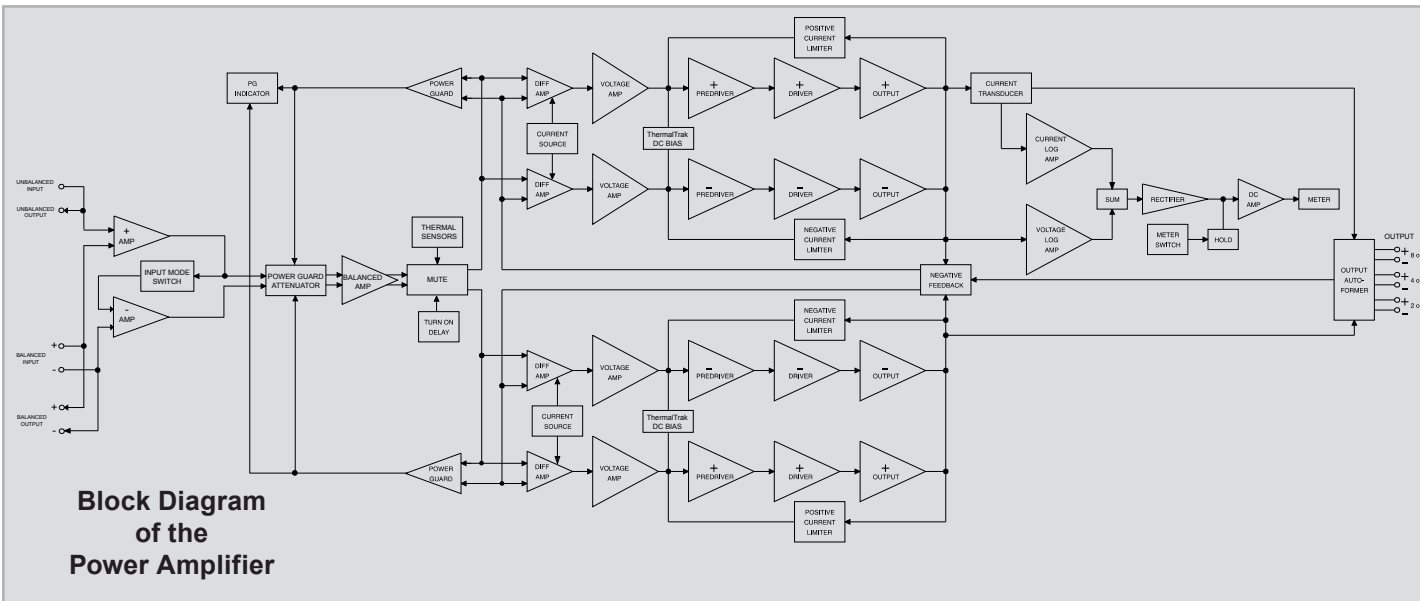 POSITIVE
CURRENT
LIMITER
PG
INDICATOR
POWER
GUARD
DIFF
AMP
VOLTAGE
AMP
+
PREDRIVER
+
DRIVER
+
OUTPUT
CURRENT
TRANSDUCER
CURRENT
SOURCE
ThermalTrak
DC BIAS
CURRENT
LOG
AMP
UNBALANCED
INPUT
UNBALANCED
OUTPUT
DIFF
AMP
VOLTAGE
AMP
-
PREDRIVER
-
DRIVER
-
OUTPUT
SUM
RECTIFIER
DC
AMP
METER
+
AMP
THERMAL
SENSORS
NEGATIVE
CURRENT
LIMITER
VOLTAGE
LOG
AMP
METER
SWITCH
HOLD
INPUT MODE
SWITCH
POWER GUARD
ATTENUATOR
BALANCED
AMP
MUTE
NEGATIVE
FEEDBACK
OUTPUT
AUTO-
FORMER
OUTPUT
+
-
8 o
+
-
4 o
+
-
2 o
-
AMP
TURN ON
DELAY
NEGATIVE
CURRENT
LIMITER
BALANCED
INPUT
+
-
DIFF
AMP
VOLTAGE
AMP
-
PREDRIVER
-
DRIVER
-
OUTPUT
BALANCED
OUTPUT
+
-
CURRENT
SOURCE
ThermalTrak
DC BIAS
POWER
GUARD
DIFF
AMP
VOLTAGE
AMP
+
PREDRIVER
+
DRIVER
+
OUTPUT
POSITIVE
CURRENT
LIMITER
Block Diagram
of the
Power Amplifier